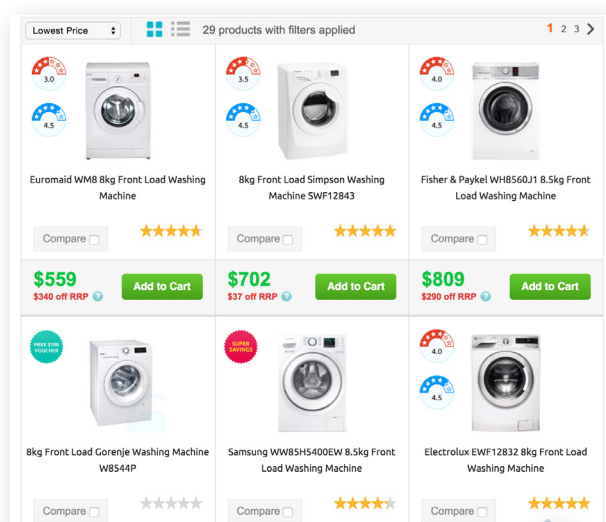 Lowest Price
29 products with filters applied
1 2 3
3.0
4.5
3.5
4.5
4.0
4.5
Euromaid WM8 8kg Front Load Washing
Machine
8kg Front Load Simpson Washing
Machine SWF12843
Fisher & Paykel WH8560J1 8.5kg Front
Load Washing Machine
Compare
Compare
Compare
$559
$340 off RRP ?
Add to Cart
$702
$37 off RRP ?
Add to Cart
$809
$290 off RRP ?
Add to Cart
FREE $100
VOUCHER
SUPER
SAVINGS
4.0
4.5
8kg Front Load Gorenje Washing Machine
W8544P
Samsung WW85H5400EW 8.5kg Front
Load Washing Machine
Electrolux EWF12832 8kg Front Load
Washing Machine
Compare
Compare
Compare